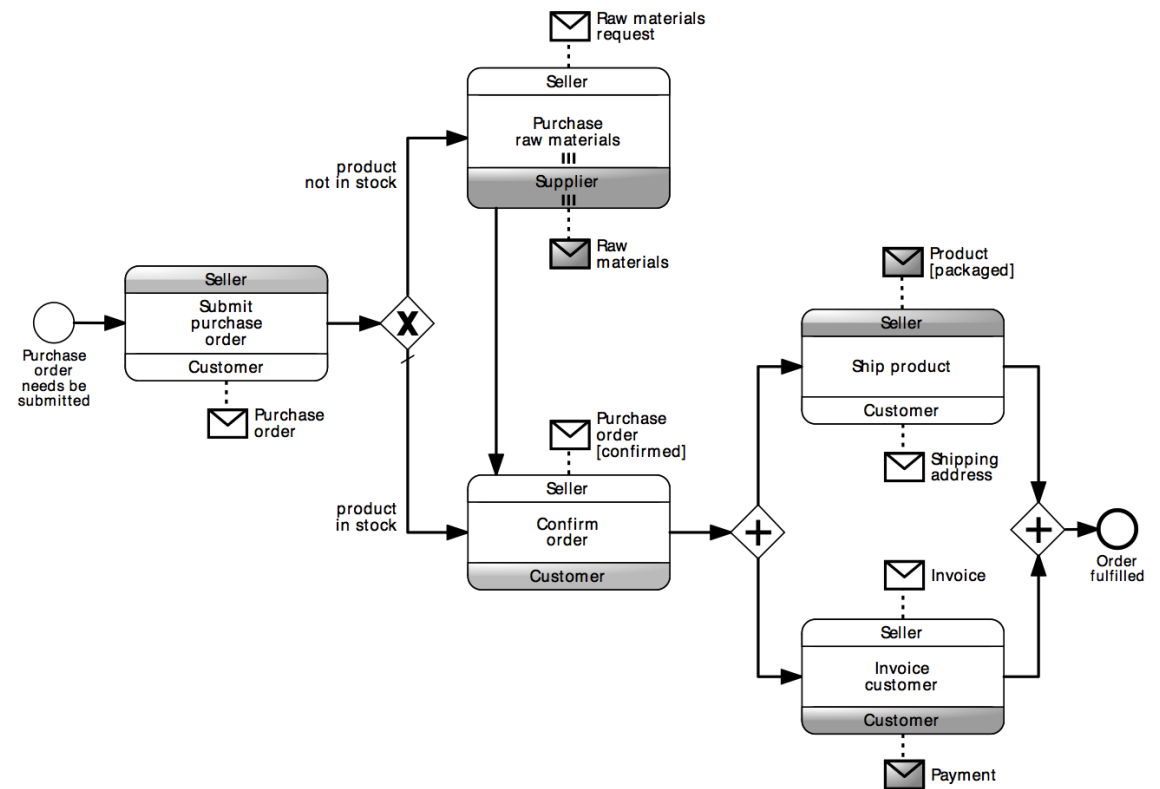 Raw materials
request
Seller
Purchase
raw materials
Supplier
Raw
materials
product
not in stock
Seller
Submit
purchase
order
Customer
Purchase
order
Purchase
order
needs be
submitted
X
product
in stock
Purchase
order
[confirmed]
Seller
Confirm
order
Customer
Product
[packaged]
Seller
Ship product
Customer
Shipping
address
Invoice
Seller
Invoice
customer
Customer
Payment
Order
fulfilled